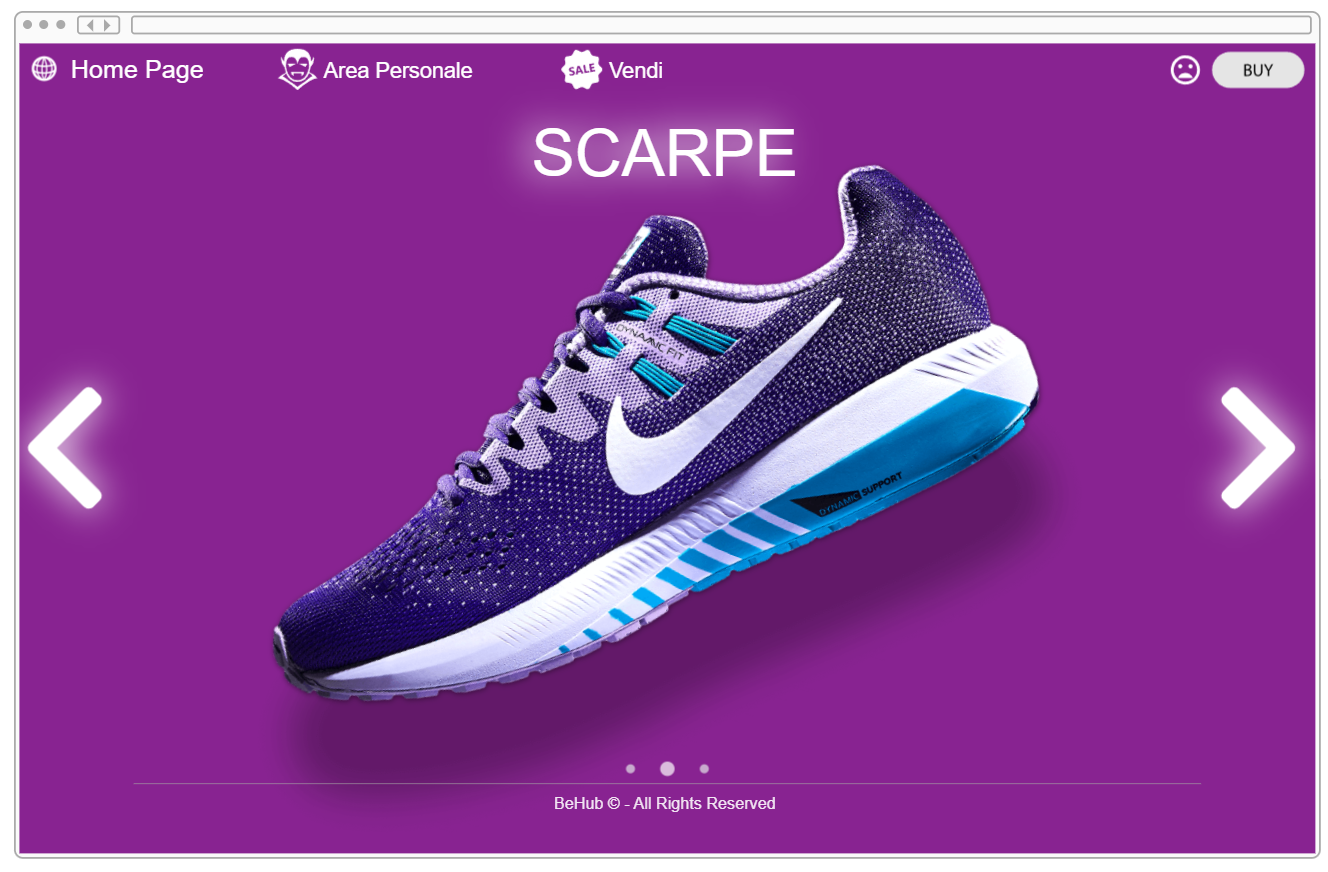 Home Page
Area Personale
SALE
Vendi
BUY
SCARPE
DYNAMIC FIT
DYNAMIC SUPPORT
BeHub © - All Rights Reserved